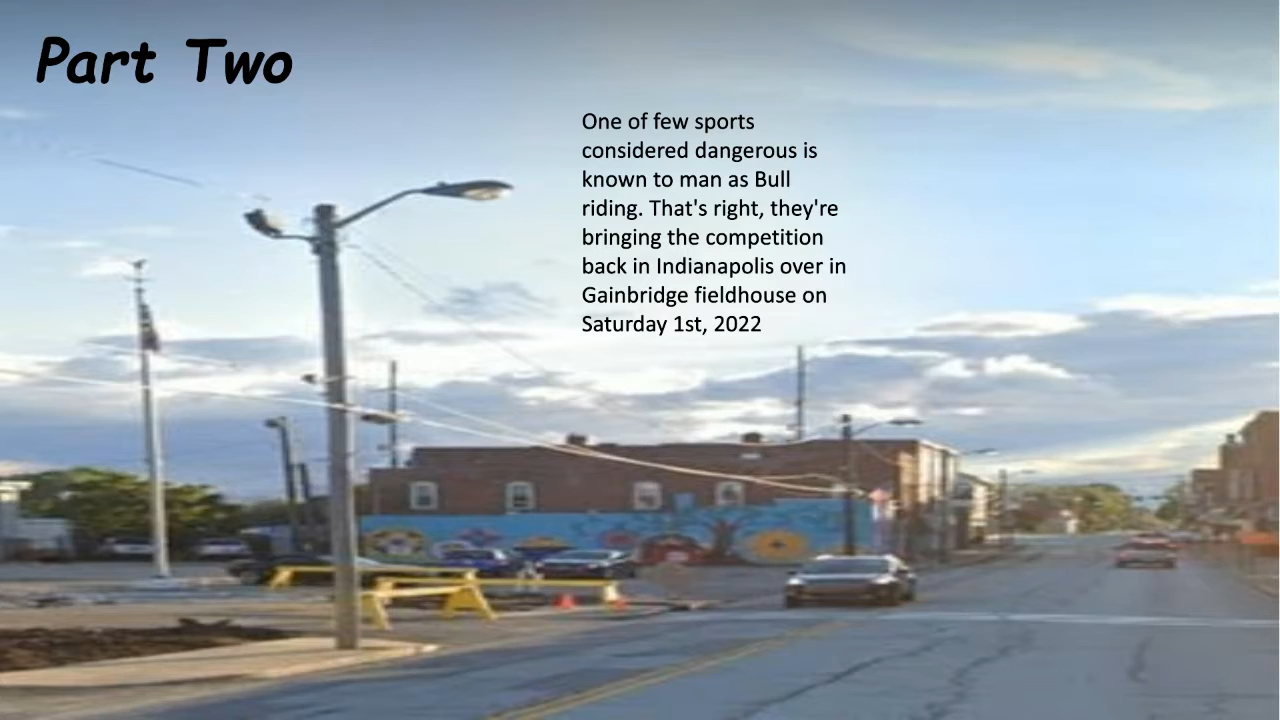 Part Two
One of few sports
considered dangerous is
known to man as Bull
riding. That's right, they're
bringing the competition
back in Indianapolis over in
Gainbridge fieldhouse on
Saturday 1st, 2022